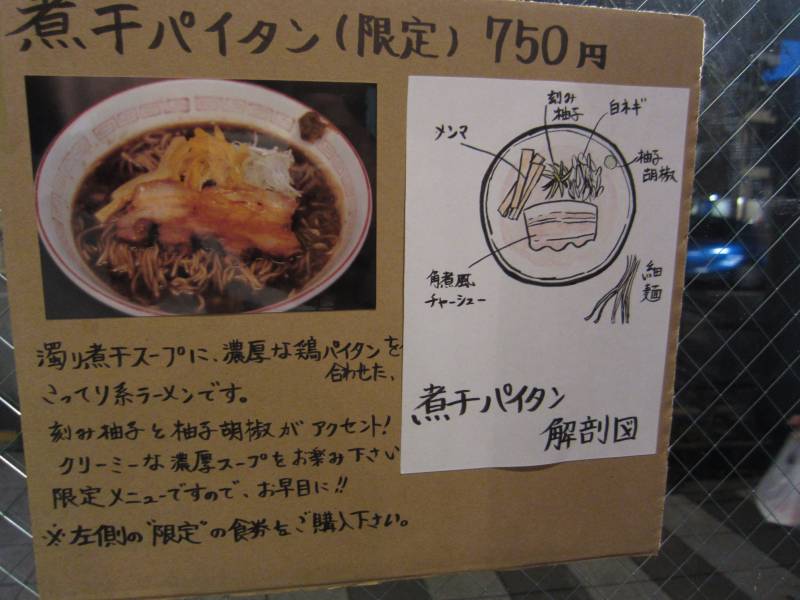 煮干パイタン(限定) 750円
刻み
柚子
白ネギ
メンマ
柚子
胡椒
角煮風
チャーシュー
細
麺
煮干パイタン
解剖図
濁り煮干スープに、濃厚な鶏パイタンを
合わせた、
こってり系ラーメンです。
刻み柚子と柚子胡椒がアクセント!
クリーミーな濃厚スープをお楽み下さい
限定メニューですので、お早目に!!
※左側の"限定"の食券をご購入下さい。